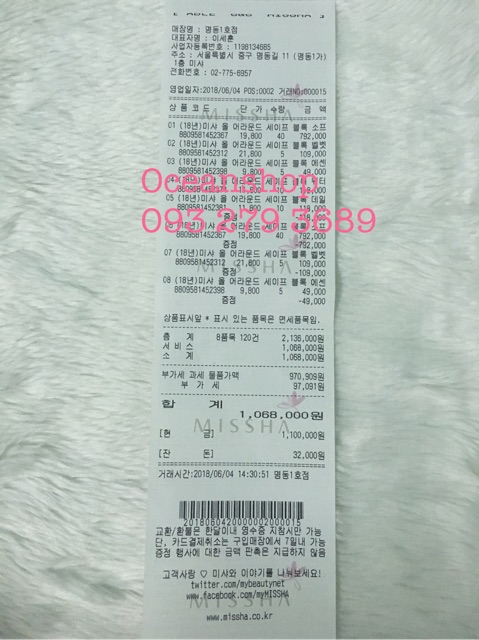 매장명 : 명동1호점
대표자명 : 이세훈
사업자등록번호 : 1198134685
주소 : 서울특별시 중구 명동길 11 (명동1가)
1층 미샤
전화번호 : 02-775-6957
영업일자:2018/06/04 POS:0002 거래NO:000015
MISSHA
상 품 코 드 단 가 수량 금 액
01 (18년)미샤 올 어라운드 세이프 블록 소프
8809581452367 19,800 40 792,000
02 (18년)미샤 올 어라운드 세이프 블록 벨벳
8809581452312 21,800 5 109,000
03 (18년)미샤 올 어라운드 세이프 블록 에센
8809581452398 9,800 5 49,000
Oceanshop
05 (18년)미샤 올 어라운드 세이프 블록 데일
093.279.3689
증정
19,800 40 -792,000
증정 -792,000
07 (18년)미샤 올 어라운드 세이프 블록 벨벳
8809581452312 21,800 5 109,000
증정 -109,000
MISSHA
08 (18년)미샤 올 어라운드 세이프 블록 에센
8809581452398 9,800 5 49,000
증정 -49,000
상품표시앞 * 표시 있는 품목은 면세품목임.
총 계 8품목 120건 2,136,000원
서 비 스 1,068,000원
소 계 1,068,000원
부가세 과세 물품가액 970,909원
부 가 세 97,091원
합 계
1,068,000원
MISSHA
[현 금] 1,100,000원
[잔 돈] 32,000원
거래시간:2018/06/04 14:30:51 명동1호점
2018060420000002000015
교환/환불은 한달이내 영수증 지참시만 가능
단, 카드결제취소는 구입매장에서 7일내 가능
증정 행사에 대한 금액 판촉은 지급하지 않음
고객사랑 ♡ 미샤와 이야기를 나눠보세요!
twitter.com/mybeautynet
www.facebook.com/myMISSHA
MISSHA
www.missha.co.kr